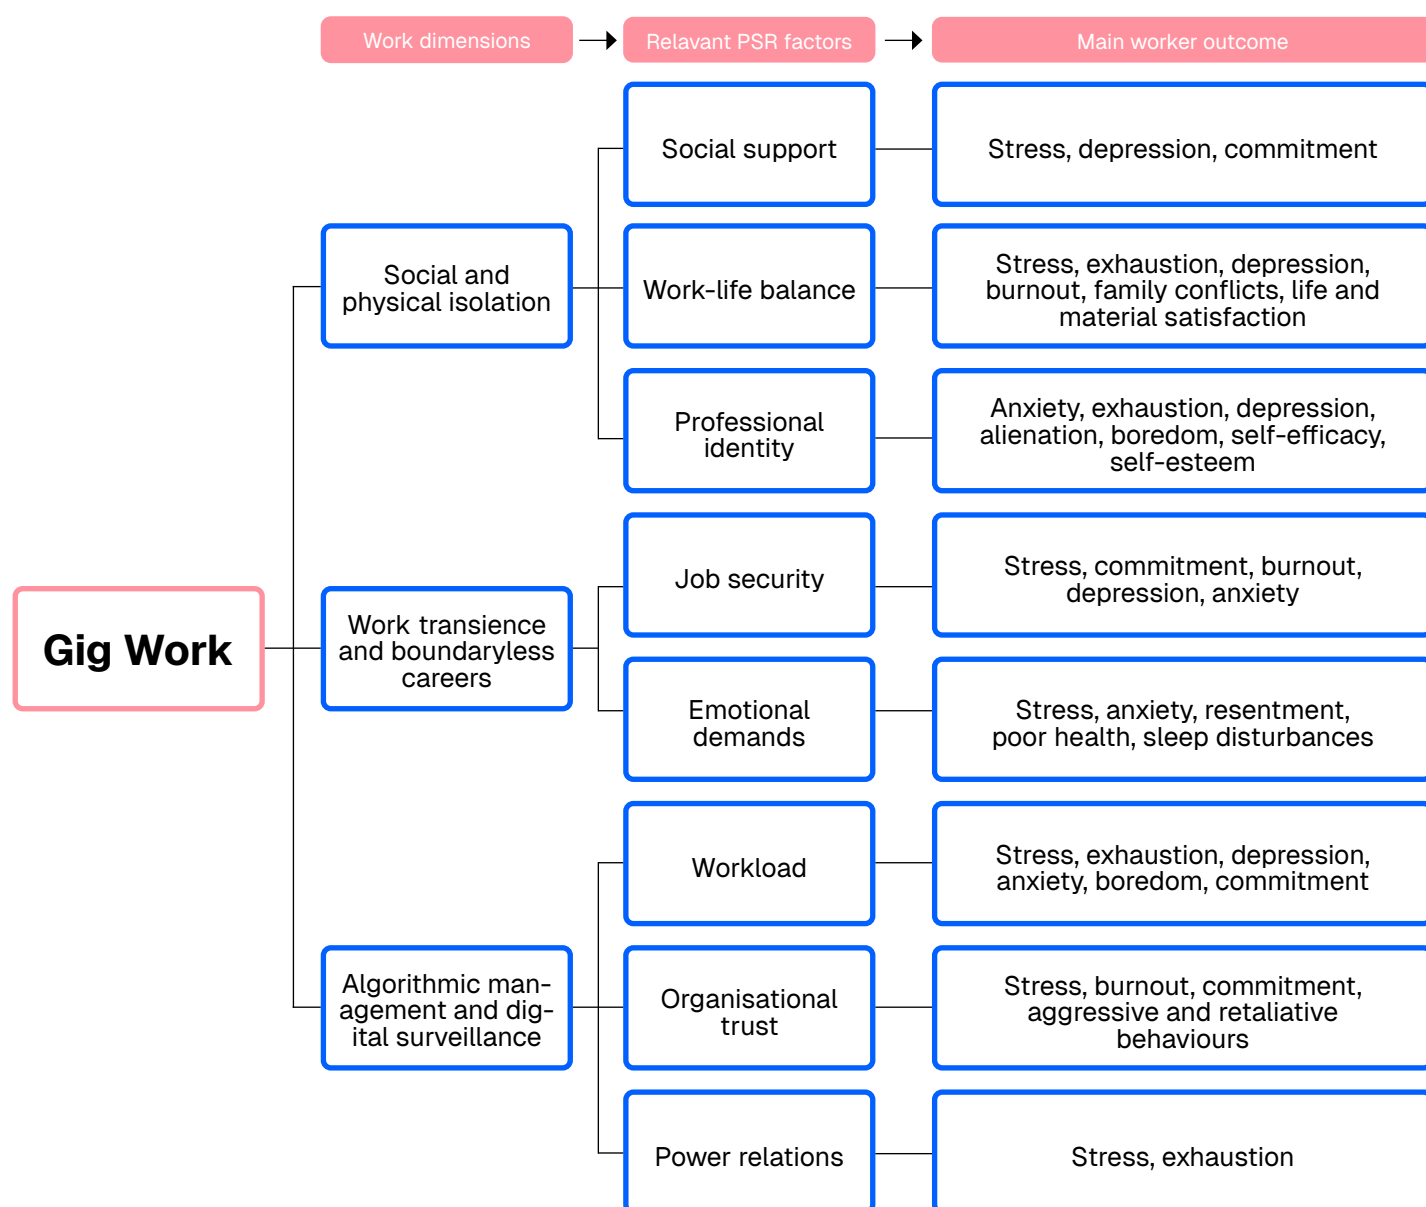 Work dimensions
Relavant PSR factors
Main worker outcome
Gig Work
Social and
physical isolation
Social support
Stress, depression, commitment
Work-life balance
Stress, exhaustion, depression,
burnout, family conflicts, life and
material satisfaction
Professional
identity
Anxiety, exhaustion, depression,
alienation, boredom, self-efficacy,
self-esteem
Work transience
and boundaryless
careers
Job security
Stress, commitment, burnout,
depression, anxiety
Emotional
demands
Stress, anxiety, resentment,
poor health, sleep disturbances
Algorithmic man-
agement and dig-
ital surveillance
Workload
Stress, exhaustion, depression,
anxiety, boredom, commitment
Organisational
trust
Stress, burnout, commitment,
aggressive and retaliative
behaviours
Power relations
Stress, exhaustion